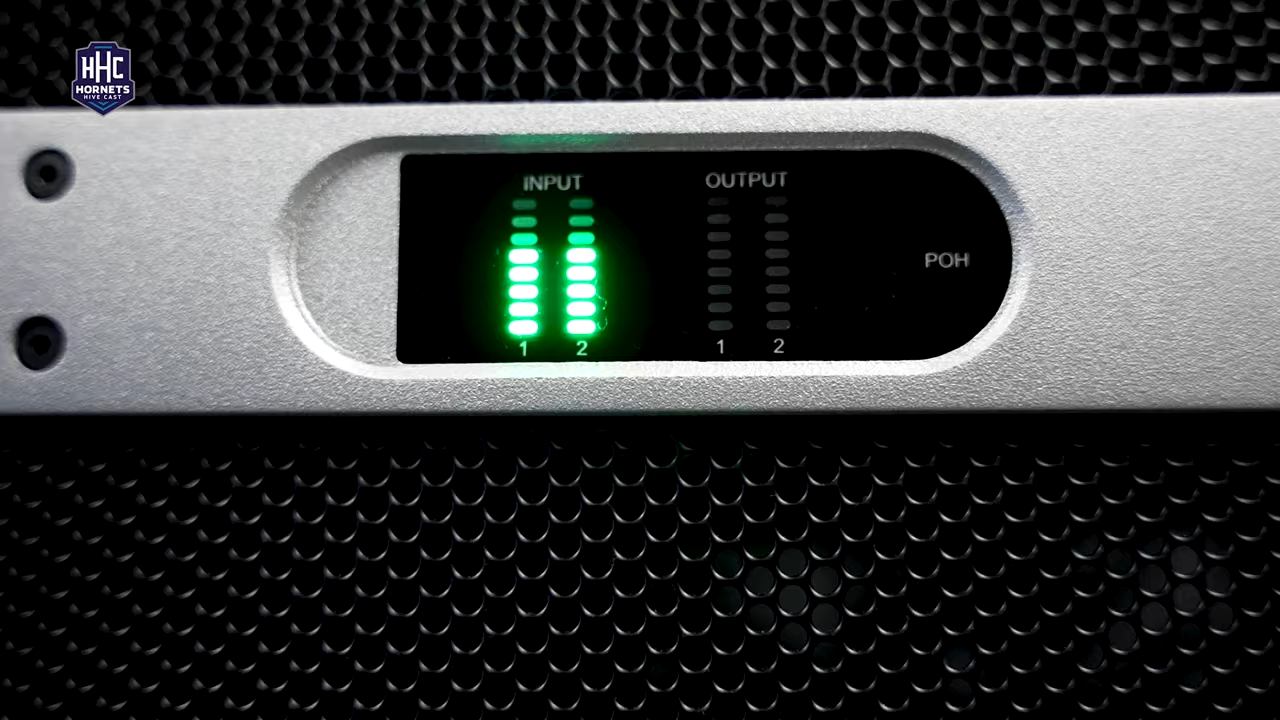 HHC
HORNETS
HIVE CAST
INPUT
OUTPUT
POH
1 2
1 2